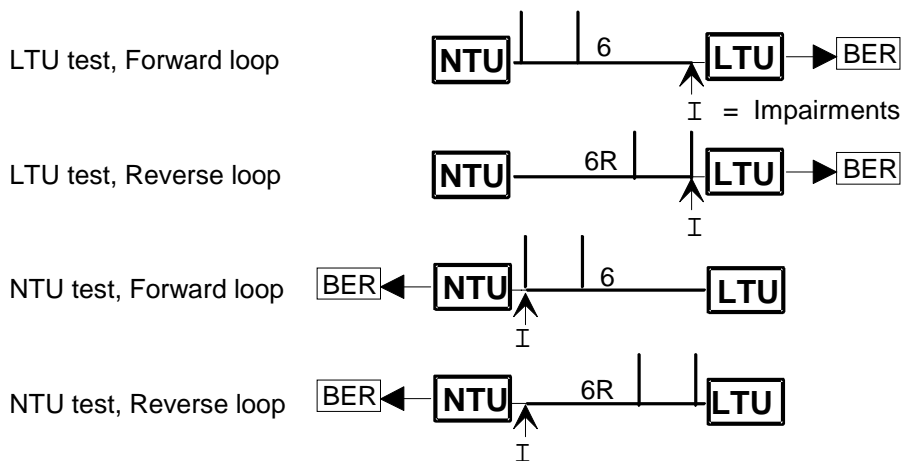 LTU test, Forward loop NTU 6 LTU BER
I = Impairments
LTU test, Reverse loop NTU 6R LTU BER
I
NTU test, Forward loop BER NTU 6 LTU
I
NTU test, Reverse loop BER NTU 6R LTU
I